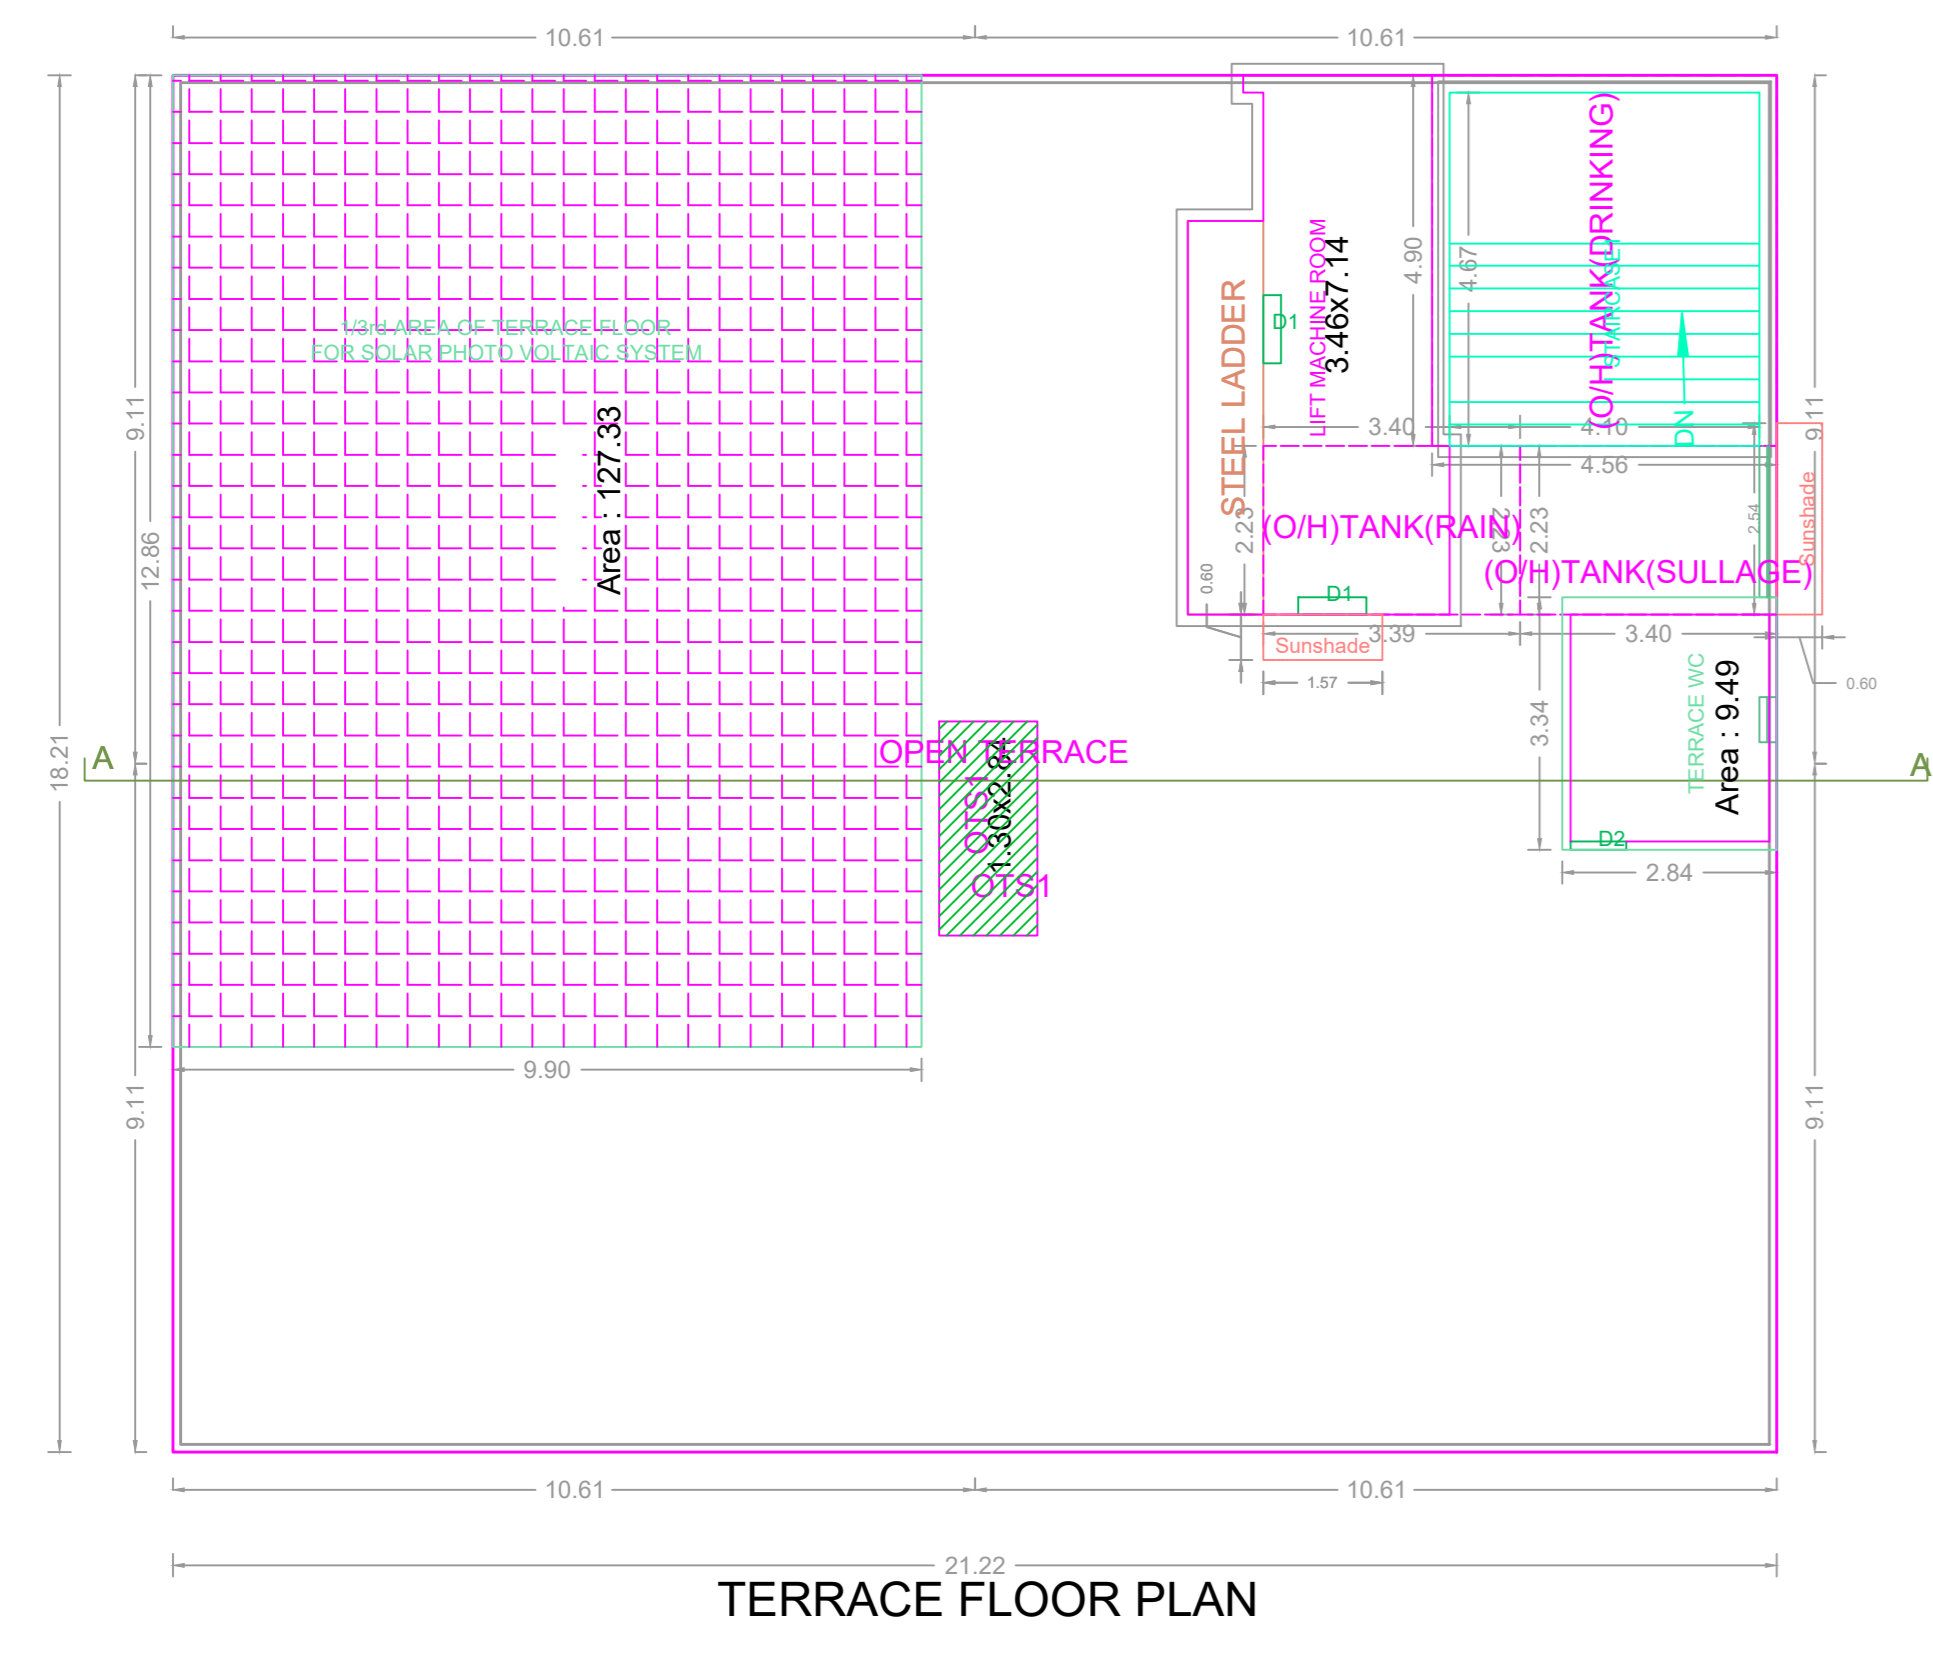 10.61
10.61
1/3rd AREA OF TERRACE FLOOR
FOR SOLAR PHOTO VOLTAIC SYSTEM
Area : 127.33
9.11
12.86
18.21
9.11
9.90
STEEL LADDER
D1
LIFT MACHINE ROOM
3.46x7.14
4.90
4.67
(O/H)TANK(DRINKING)
STAIRCASE1
DN
3.40
4.10
4.56
9.11
Sunshade
2.54
2.23
(O/H)TANK(RAIN)
2.23
2.23
(O/H)TANK(SULLAGE)
0.60
D1
Sunshade
3.39
3.40
1.57
0.60
3.34
TERRACE WC
Area : 9.49
D2
2.84
A
A
OPEN TERRACE
OTS1
1.30x2.84
OTS1
9.11
10.61
10.61
21.22
TERRACE FLOOR PLAN